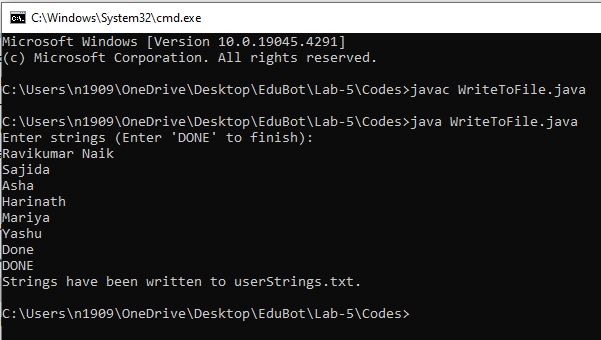 C:\Windows\System32\cmd.exe
Microsoft Windows [Version 10.0.19045.4291]
(c) Microsoft Corporation. All rights reserved.
C:\Users\n1909\OneDrive\Desktop\EduBot\Lab-5\Codes>javac WriteToFile.java
C:\Users\n1909\OneDrive\Desktop\EduBot\Lab-5\Codes>java WriteToFile.java
Enter strings (Enter 'DONE' to finish):
Ravikumar Naik
Sajida
Asha
Harinath
Mariya
Yashu
Done
DONE
Strings have been written to userStrings.txt.
C:\Users\n1909\OneDrive\Desktop\EduBot\Lab-5\Codes>